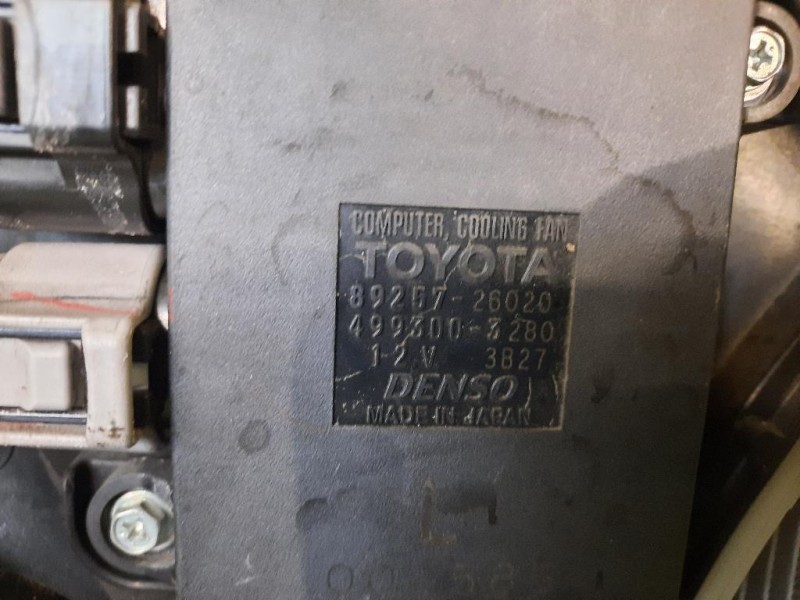 COMPUTER, COOLING FAN
TOYOTA
89257-26020
499300-3280
12V 3B27
DENSO
MADE IN JAPAN
L